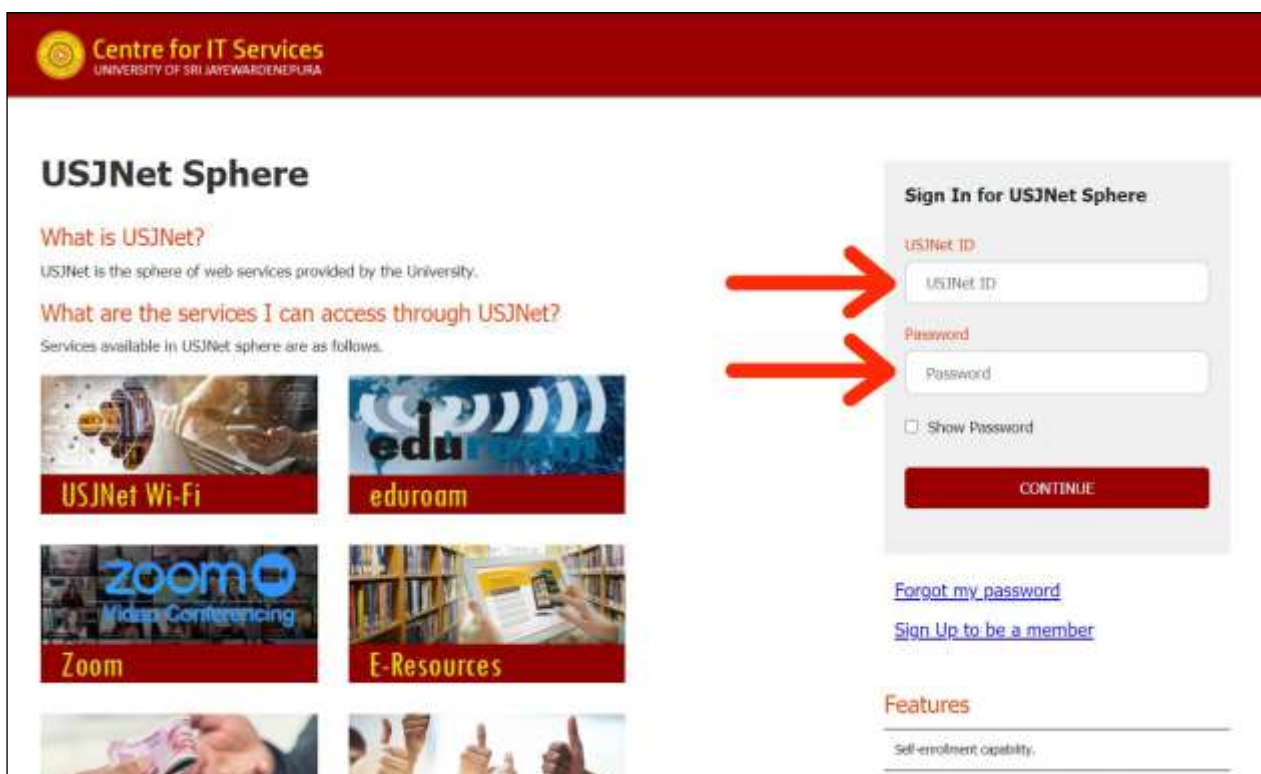 Centre for IT Services
UNIVERSITY OF SRI JAYEWARDENEPURA
USJNet Sphere
What is USJNet?
USJNet is the sphere of web services provided by the University.
What are the services I can access through USJNet?
Services available in USJNet sphere are as follows.
USJNet Wi-Fi
eduroam
eduroam
zoom
Video Conferencing
Zoom
E-Resources
Sign In for USJNet Sphere
USJNet ID
USJNet ID
Password
Password
Show Password
CONTINUE
Forgot my password
Sign Up to be a member
Features
Self-enrollment capability.